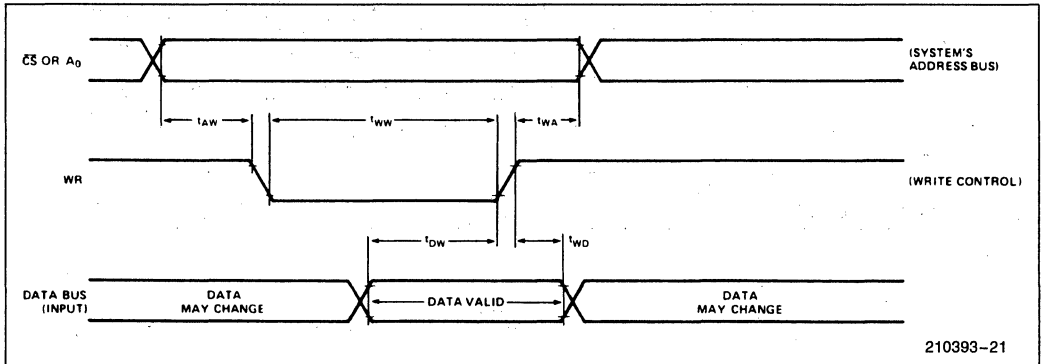 C̅S̅ OR A₀
(SYSTEM'S
ADDRESS BUS)
tAW
tWW
tWA
WR
(WRITE CONTROL)
tDW
tWD
DATA BUS
(INPUT)
DATA
MAY CHANGE
DATA VALID
DATA
MAY CHANGE
210393–21